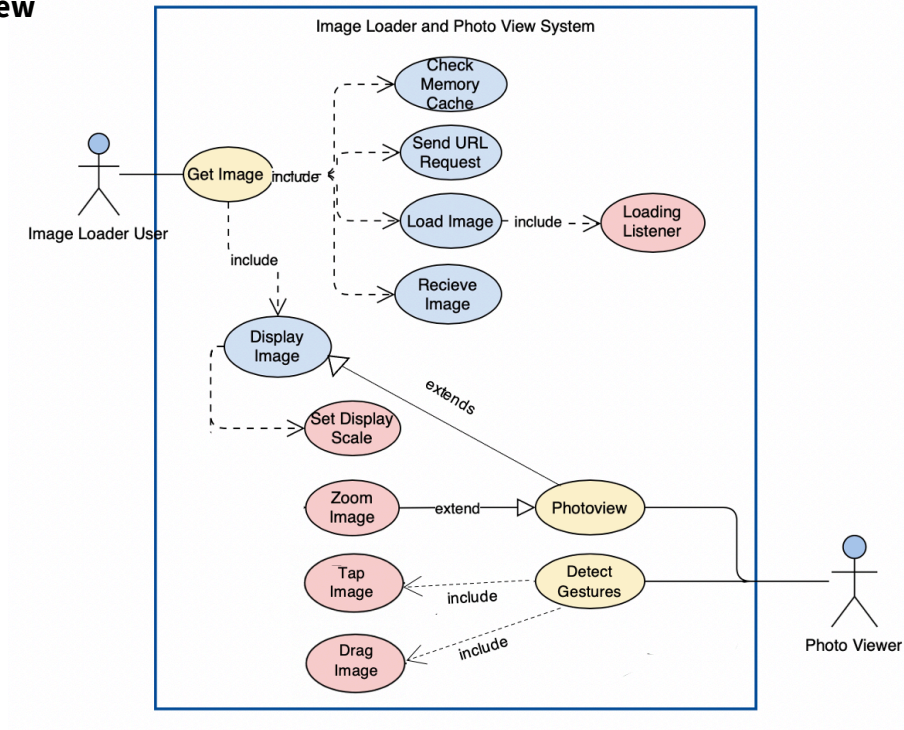 ew
Image Loader and Photo View System
Check
Memory
Cache
Send URL
Request
Get Image
include
Load Image
include
Loading
Listener
Image Loader User
include
Recieve
Image
Display
Image
extends
Set Display
Scale
Zoom
Image
extend
Photoview
Tap
Image
include
Detect
Gestures
Drag
Image
include
Photo Viewer